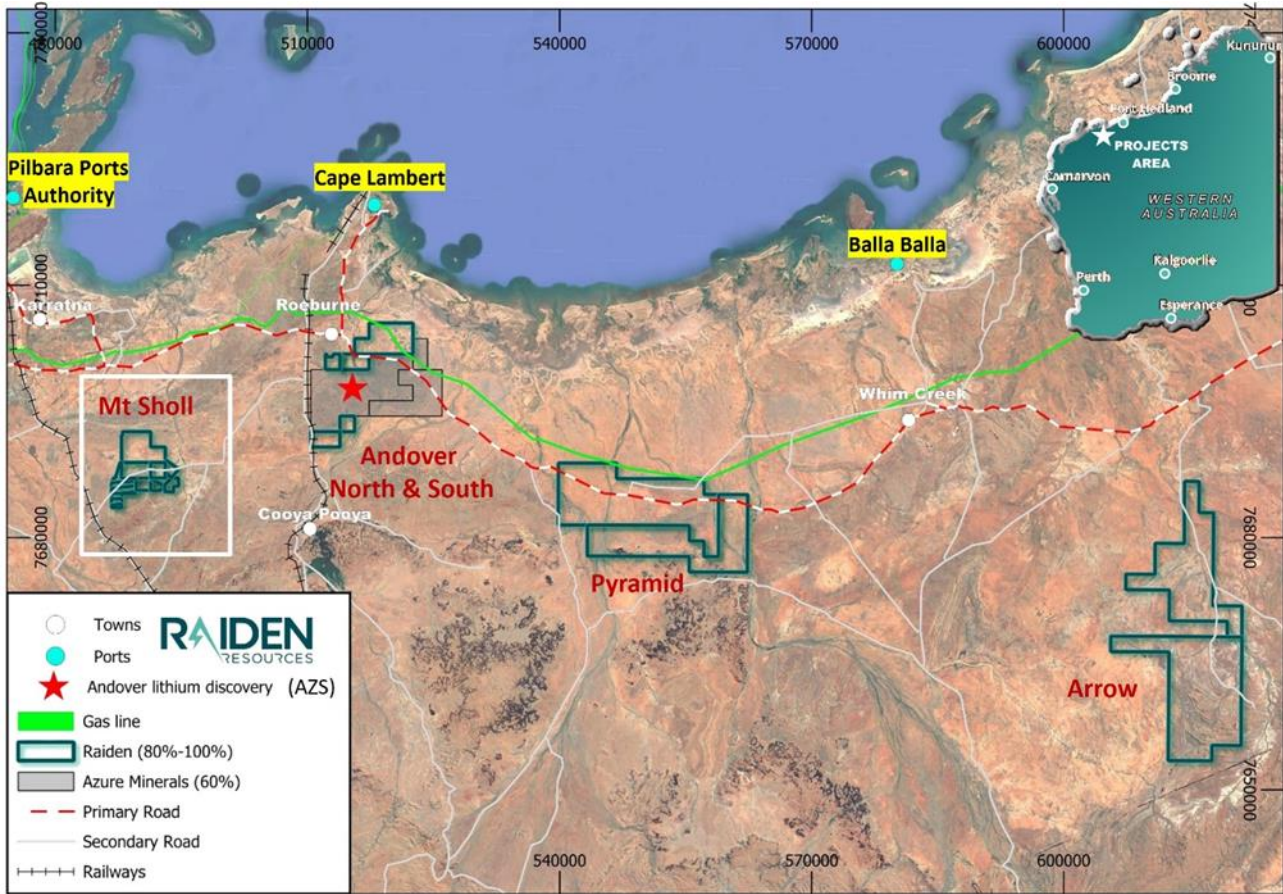 510000
540000
570000
600000
Broome
Port Hedland
PROJECTS
AREA
Carnarvon
WESTERN
AUSTRALIA
Kalgoorlie
Perth
Esperance
Pilbara Ports
Authority
Cape Lambert
Balla Balla
Karratha
Roeburne
Mt Sholl
Andover
North & South
Whim Creek
Cooya Pooya
Pyramid
Arrow
7680000
7680000
7650000
Towns
Ports
RAIDEN
RESOURCES
Andover lithium discovery (AZS)
Gas line
Raiden (80%-100%)
Azure Minerals (60%)
Primary Road
Secondary Road
Railways
540000
570000
600000